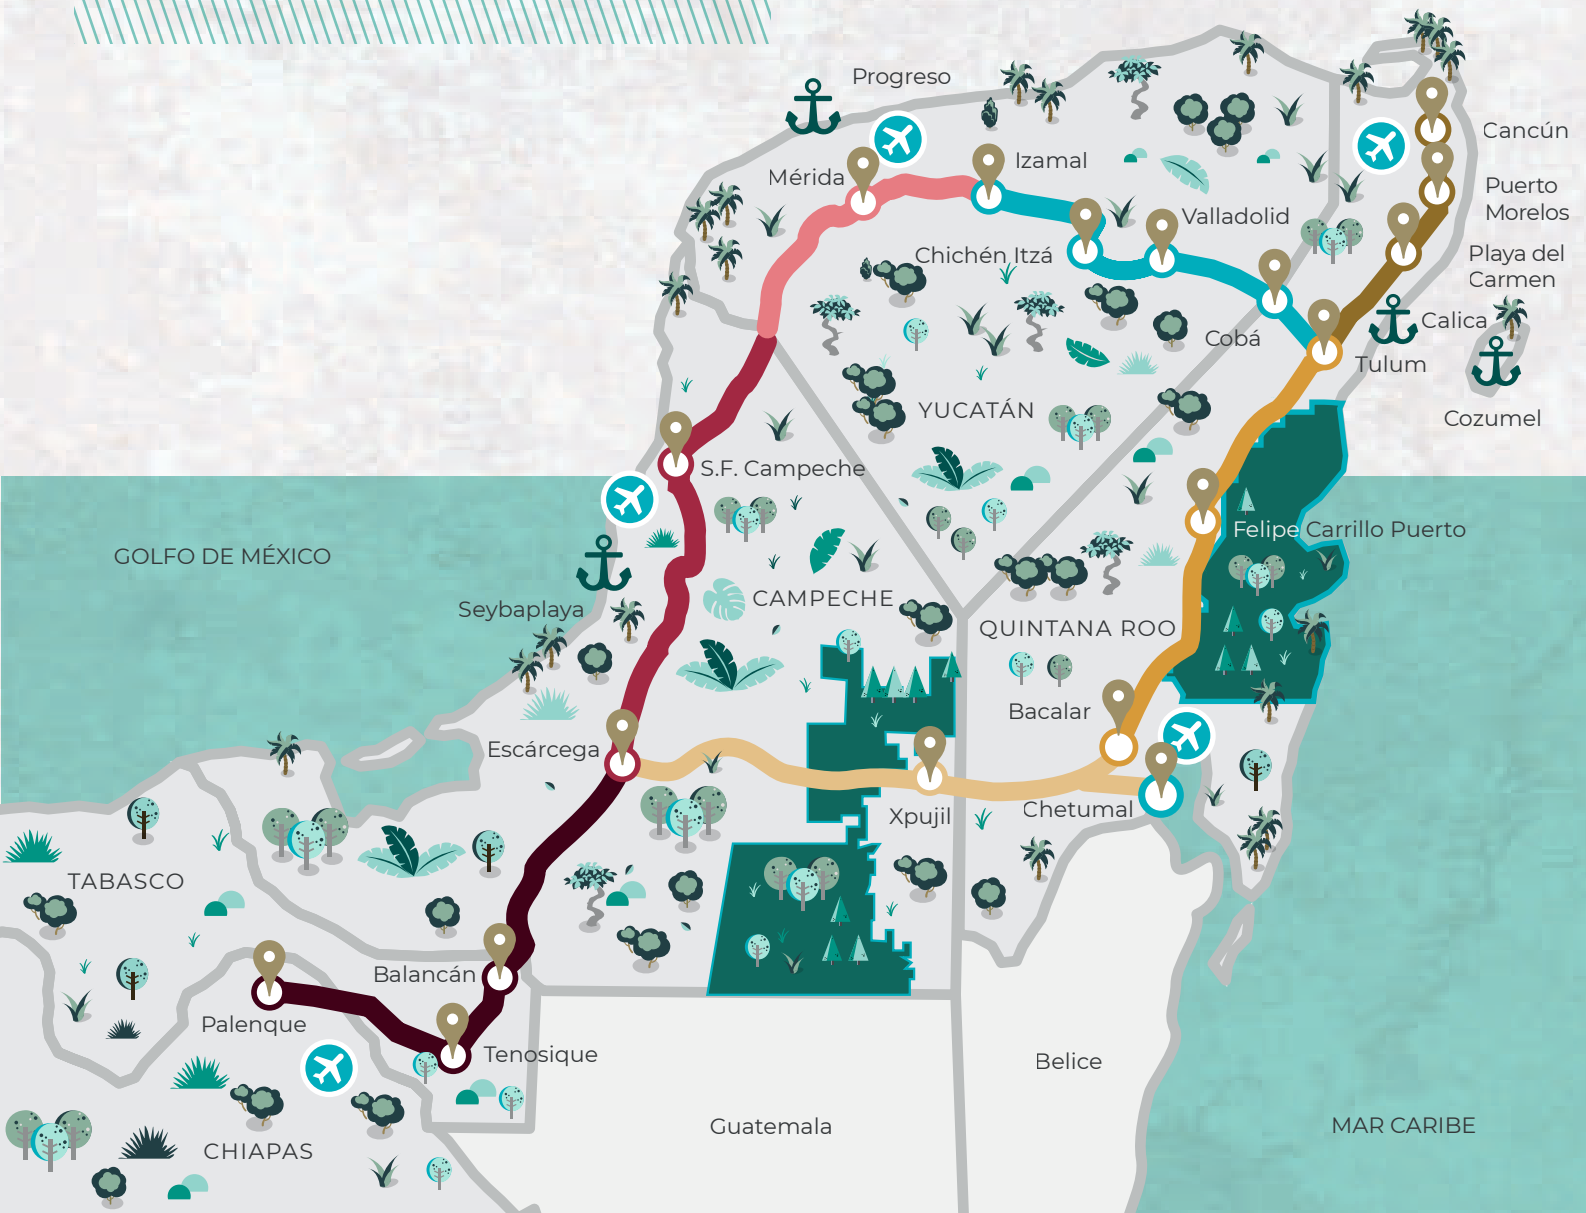 Progreso
Cancún
Izamal
Mérida
Puerto
Morelos
Valladolid
Chichén Itzá
Playa del
Carmen
Calica
Cobá
Tulum
Cozumel
YUCATÁN
S.F. Campeche
Felipe Carrillo Puerto
GOLFO DE MÉXICO
CAMPECHE
Seybaplaya
QUINTANA ROO
Bacalar
Escárcega
Xpujil
Chetumal
TABASCO
Balancán
Palenque
Tenosique
Belice
Guatemala
MAR CARIBE
CHIAPAS